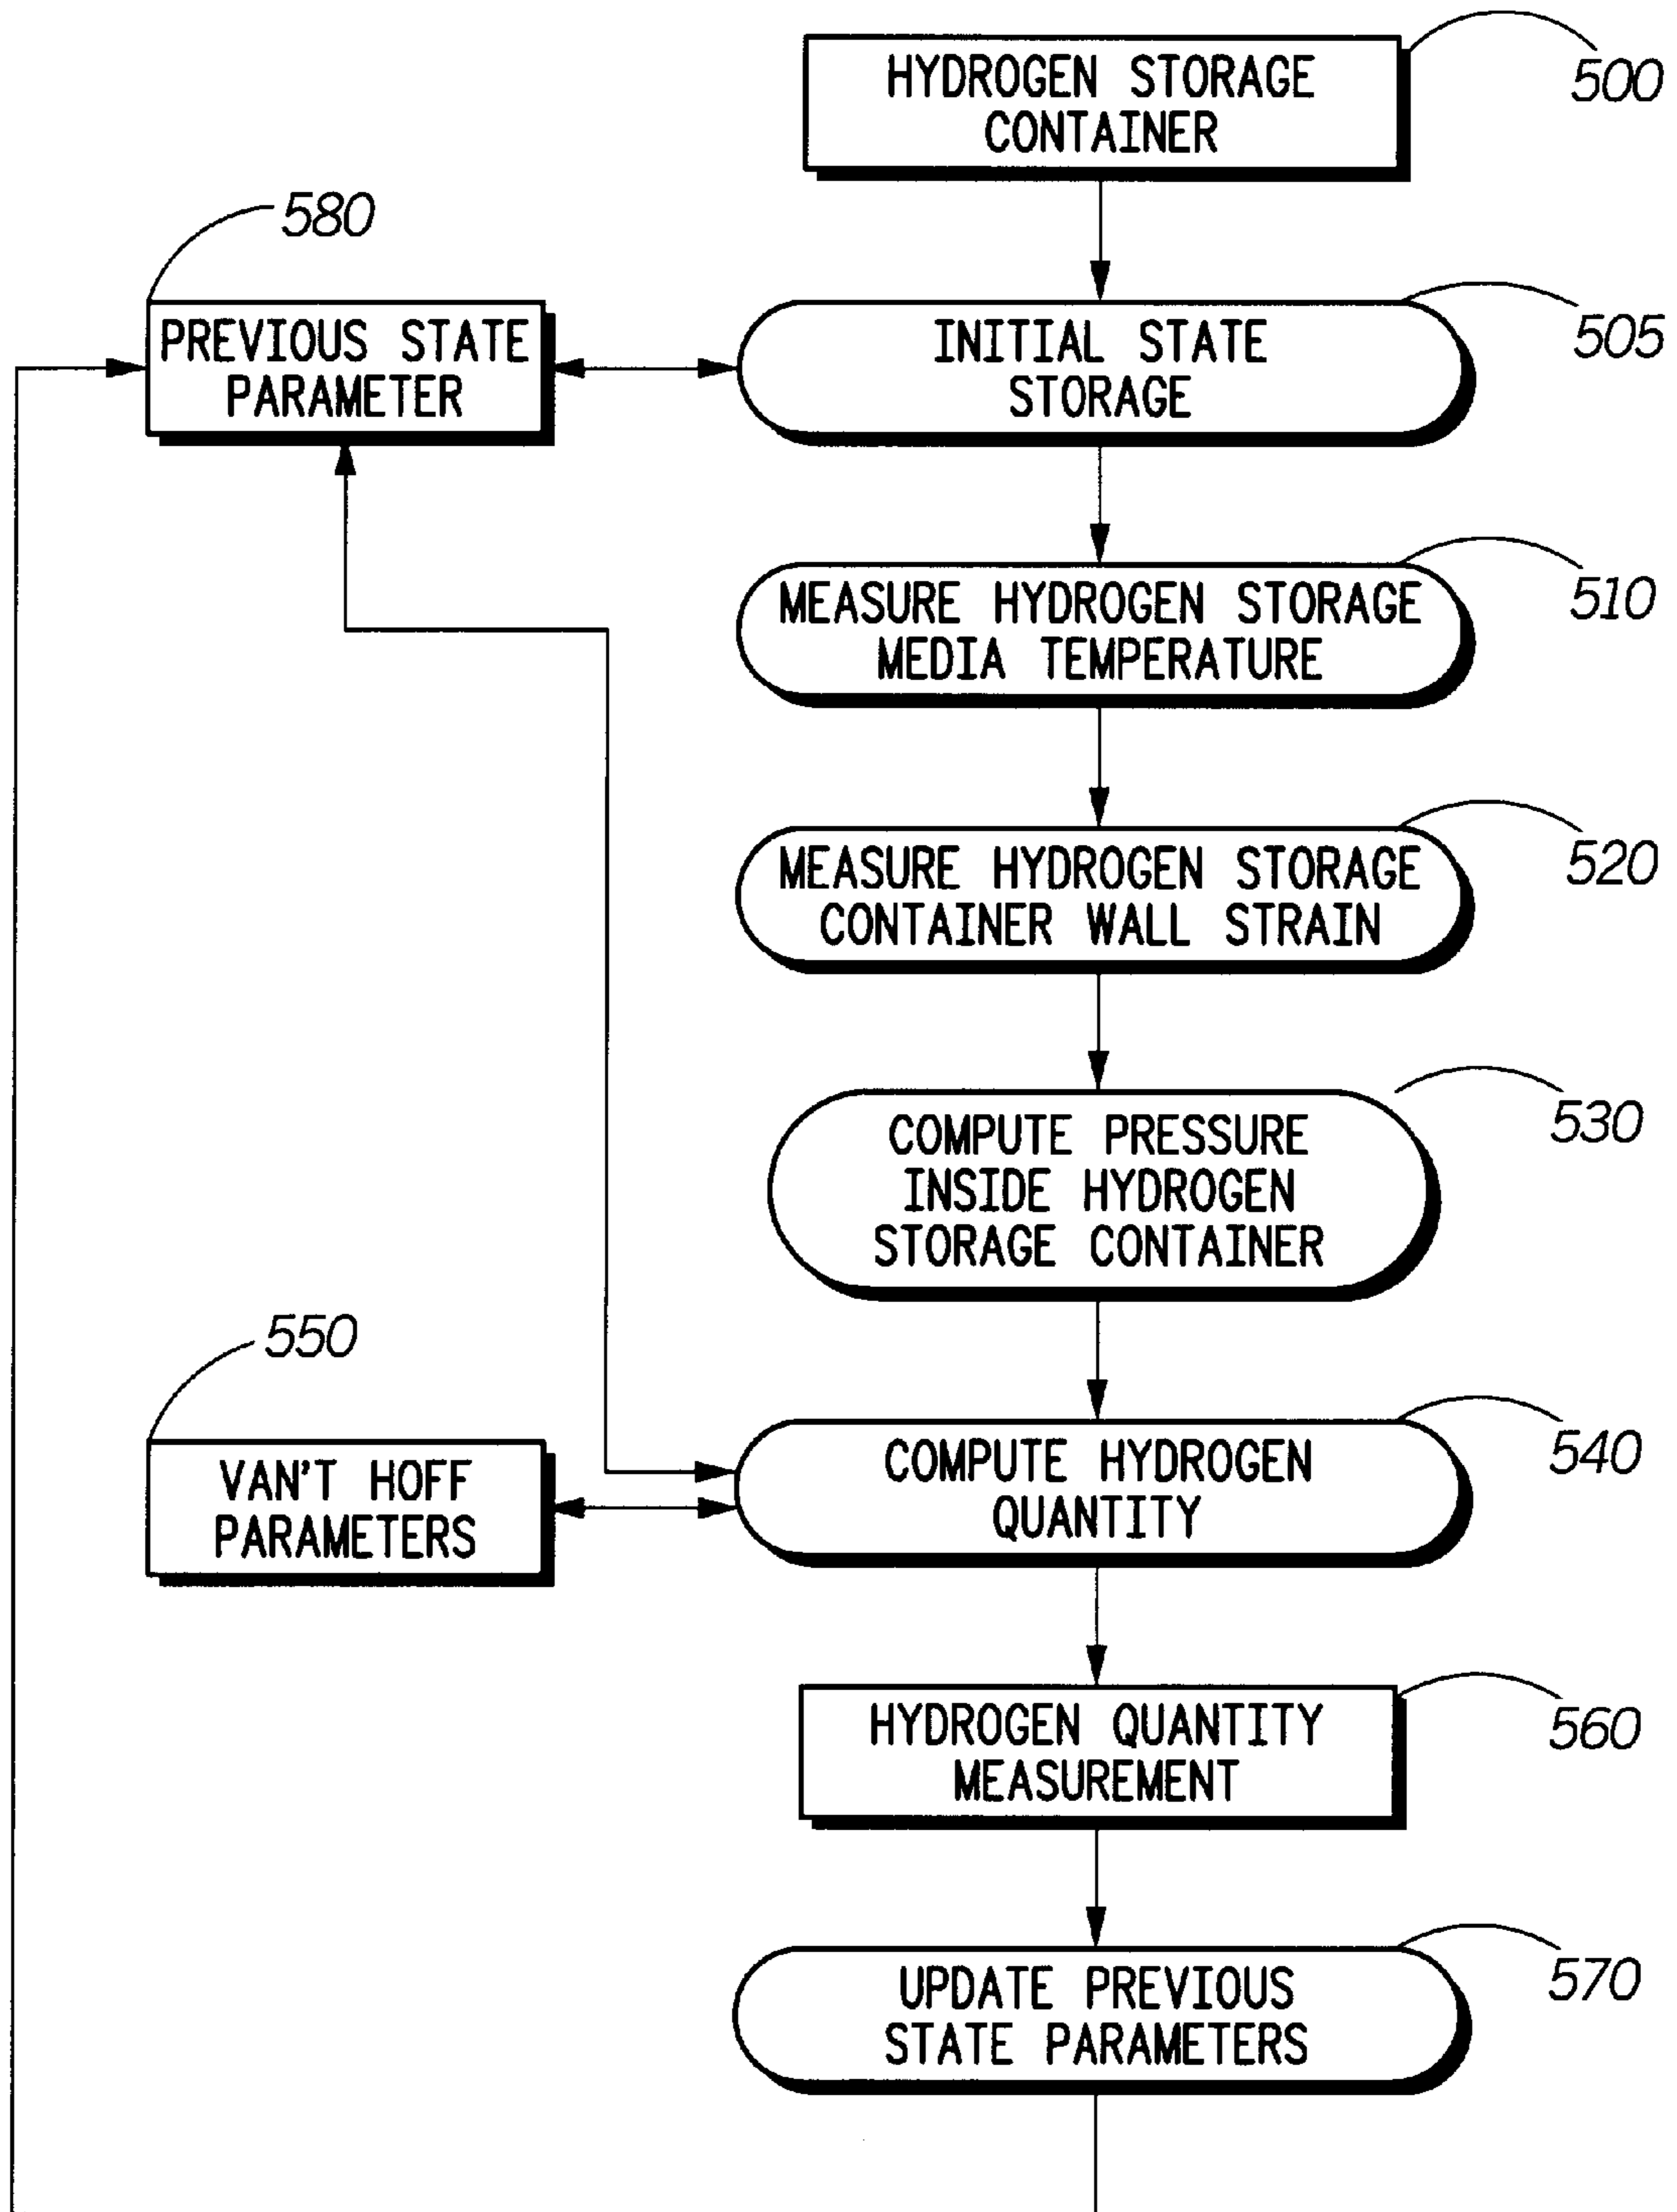 HYDROGEN STORAGE
CONTAINER
500
580
PREVIOUS STATE
PARAMETER
INITIAL STATE
STORAGE
505
MEASURE HYDROGEN STORAGE
MEDIA TEMPERATURE
510
MEASURE HYDROGEN STORAGE
CONTAINER WALL STRAIN
520
COMPUTE PRESSURE
INSIDE HYDROGEN
STORAGE CONTAINER
530
550
VAN'T HOFF
PARAMETERS
COMPUTE HYDROGEN
QUANTITY
540
HYDROGEN QUANTITY
MEASUREMENT
560
UPDATE PREVIOUS
STATE PARAMETERS
570